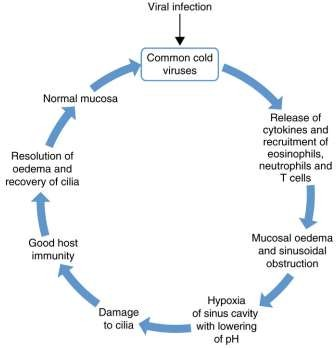 Viral infection
Common cold
viruses
Release of
cytokines and
recruitment of
eosinophils,
neutrophils and
T cells
Mucosal oedema
and sinusoidal
obstruction
Hypoxia
of sinus cavity
with lowering
of pH
Damage
to cilia
Good host
immunity
Resolution of
oedema and
recovery of cilia
Normal mucosa